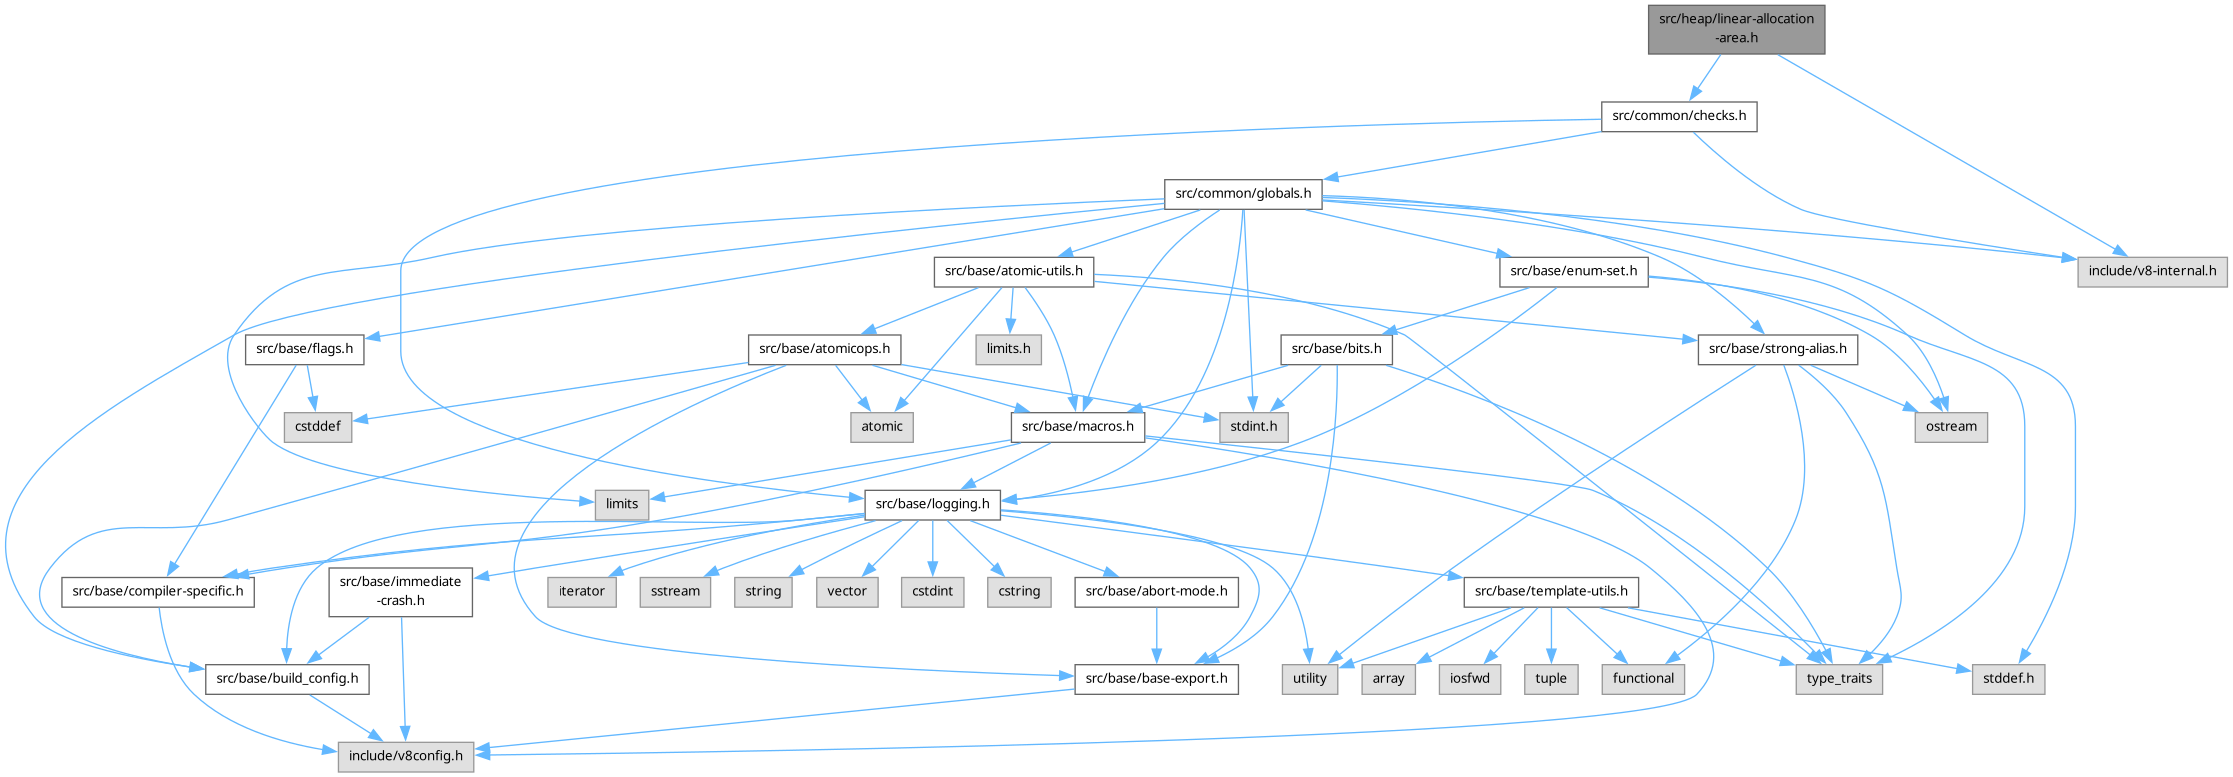 src/heap/linear-allocation
-area.h
src/common/checks.h
src/common/globals.h
src/base/atomic-utils.h
src/base/enum-set.h
include/v8-internal.h
src/base/flags.h
src/base/atomicops.h
limits.h
src/base/bits.h
src/base/strong-alias.h
cstddef
atomic
src/base/macros.h
stdint.h
ostream
limits
src/base/logging.h
src/base/compiler-specific.h
src/base/immediate
-crash.h
iterator
sstream
string
vector
cstdint
cstring
src/base/abort-mode.h
src/base/template-utils.h
src/base/build_config.h
src/base/base-export.h
utility
array
iosfwd
tuple
functional
type_traits
stddef.h
include/v8config.h